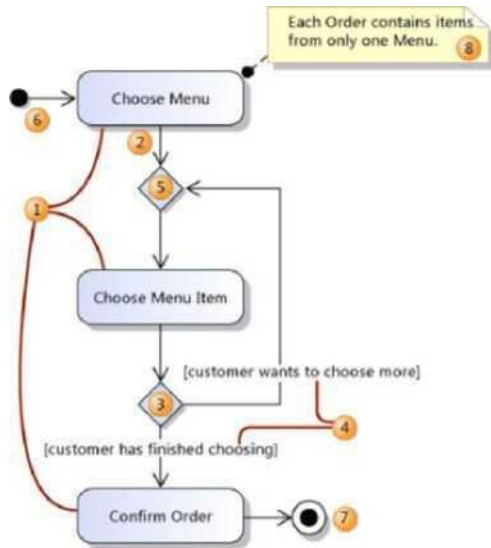 Each Order contains items
from only one Menu.
8
Choose Menu
6
2
5
1
Choose Menu Item
[customer wants to choose more]
3
4
[customer has finished choosing]
Confirm Order
7